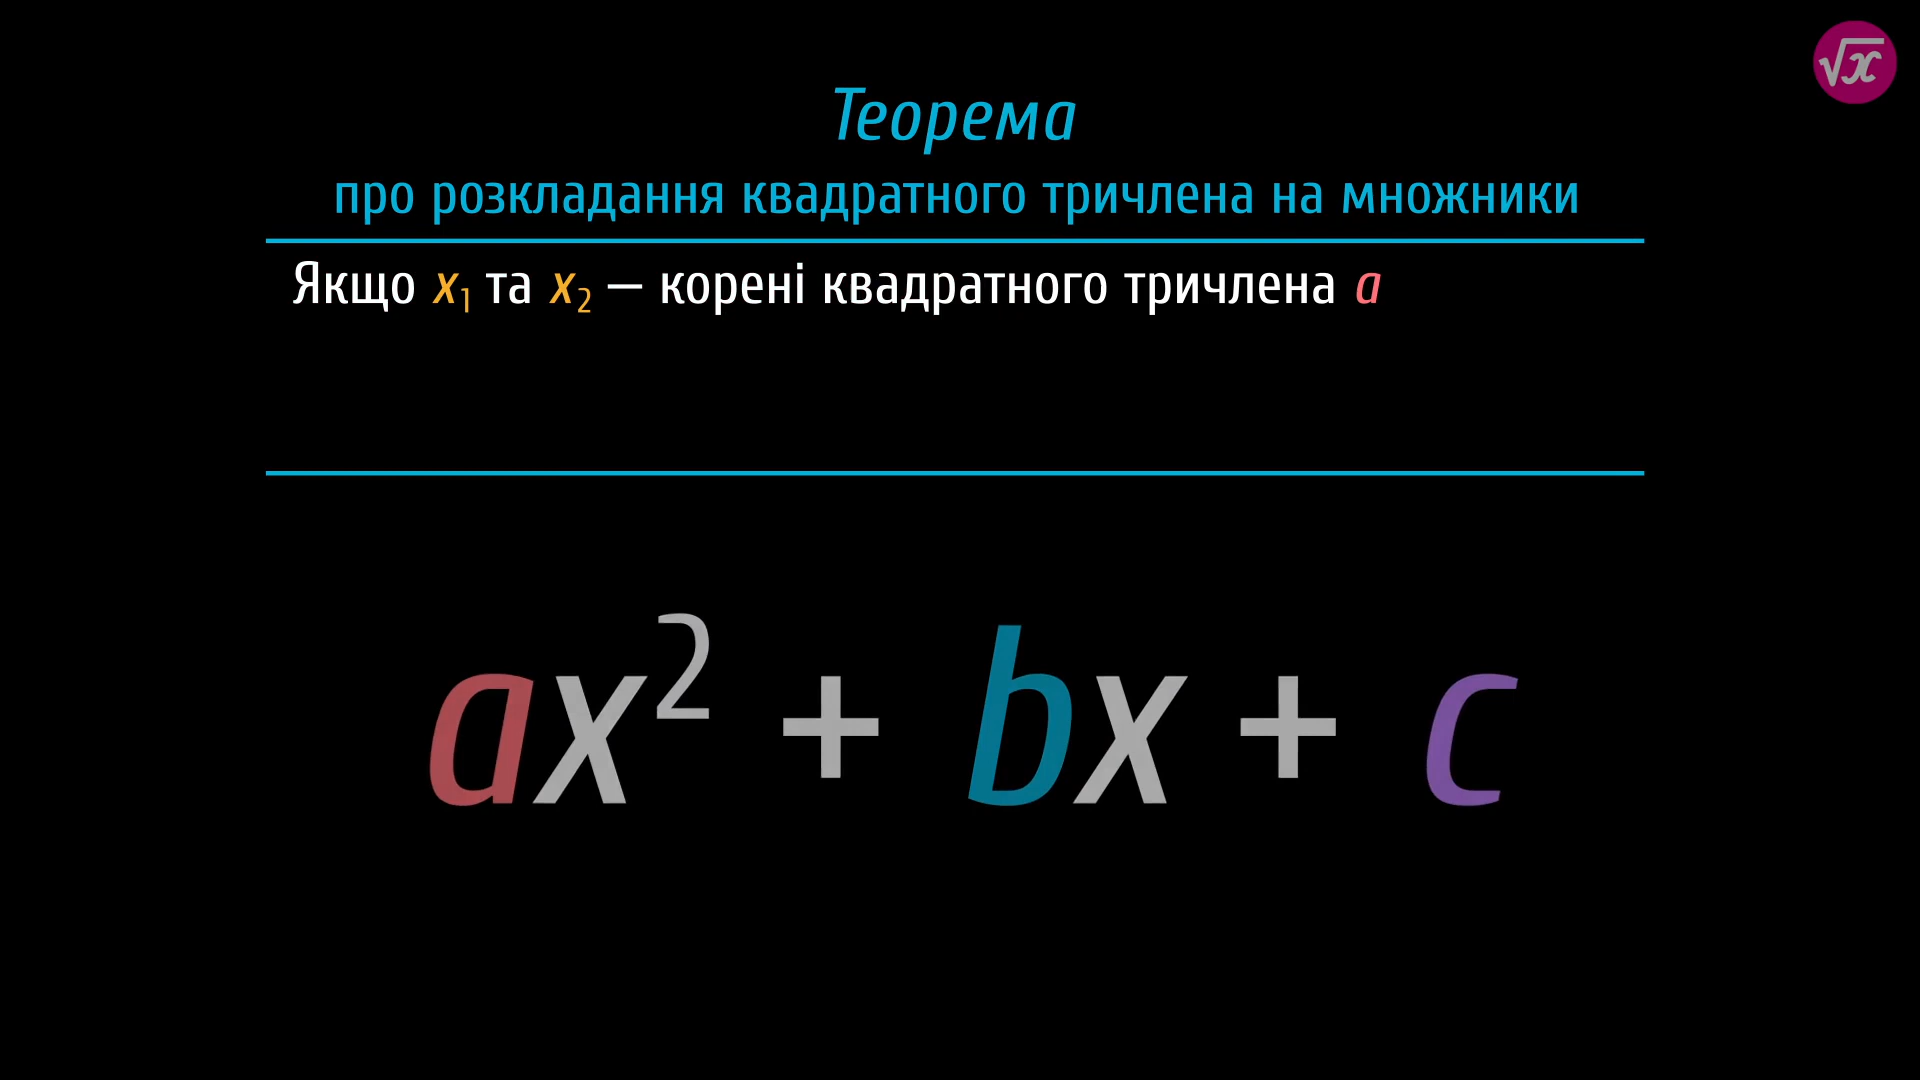 √x
Теорема
про розкладання квадратного тричлена на множники
Якщо x₁ та x₂ — корені квадратного тричлена a
ax² + bx + c